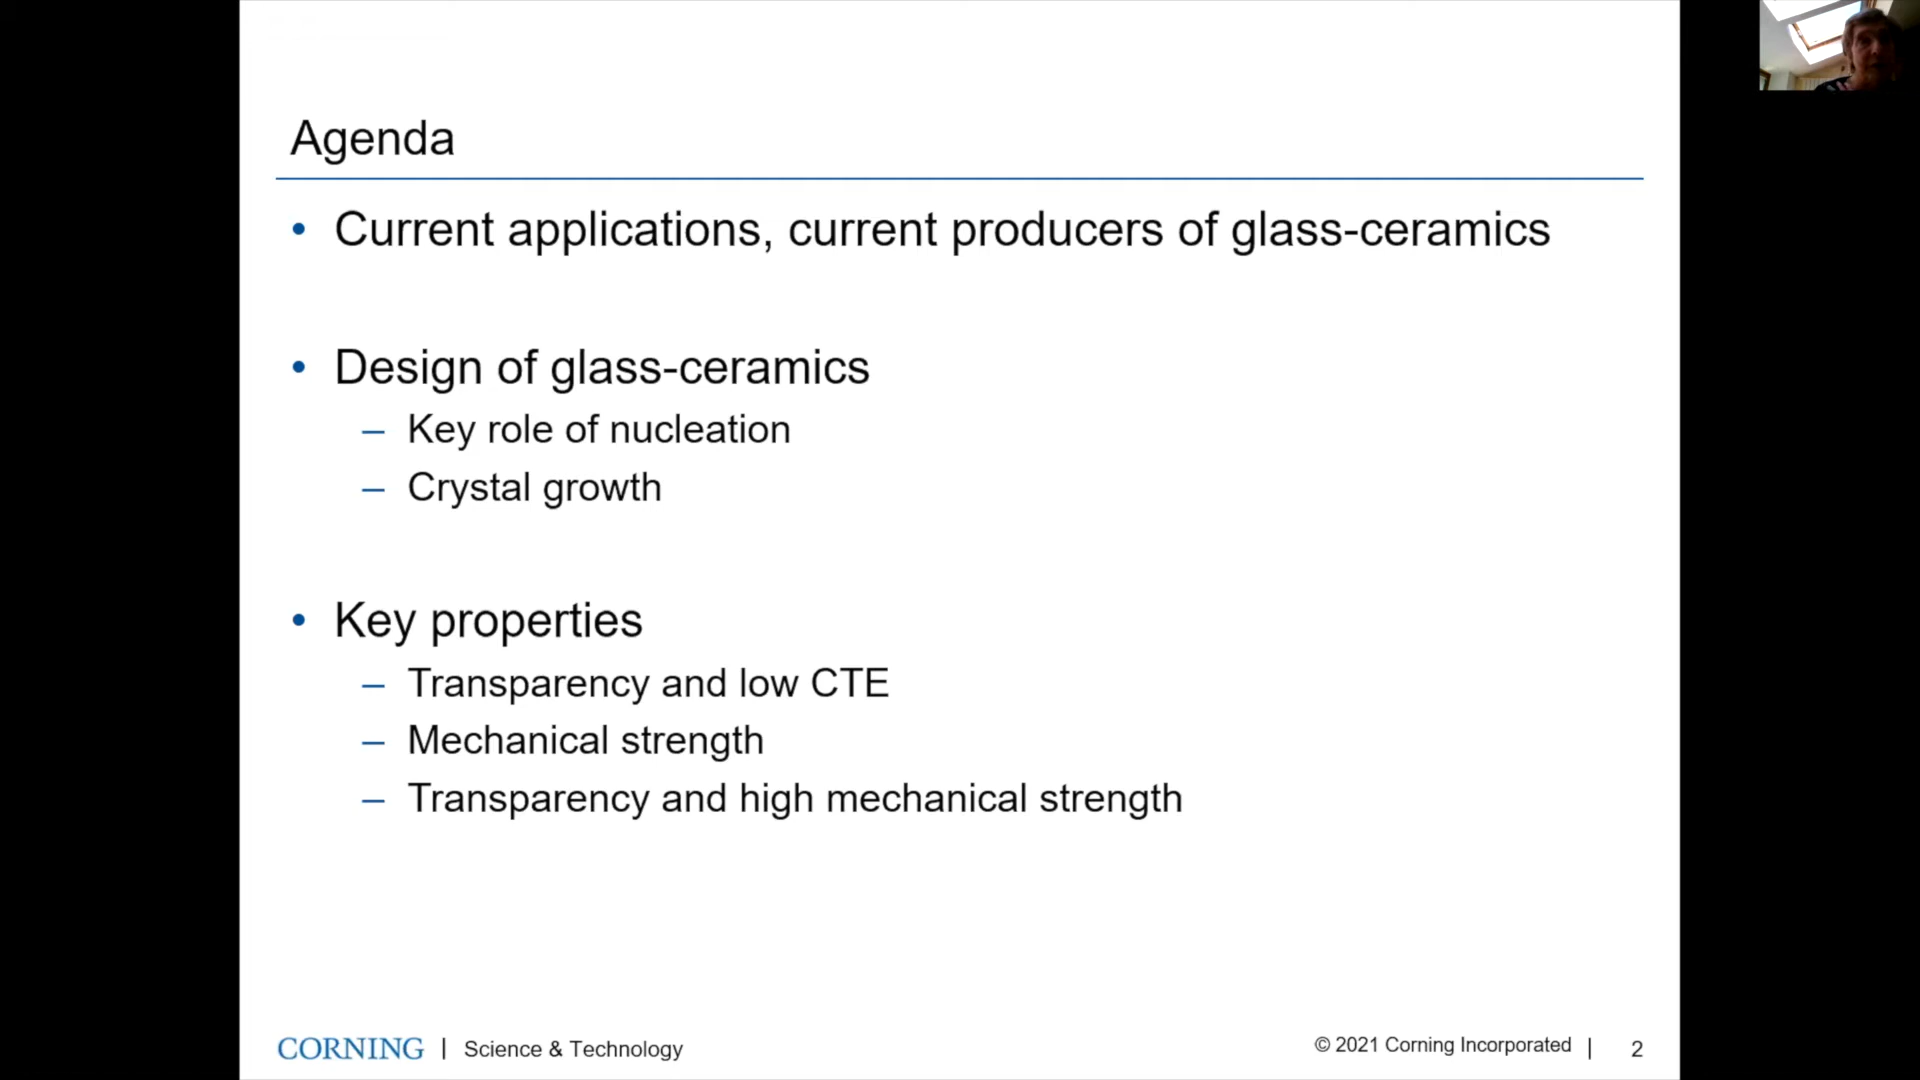 Agenda
• Current applications, current producers of glass-ceramics
• Design of glass-ceramics
– Key role of nucleation
– Crystal growth
• Key properties
– Transparency and low CTE
– Mechanical strength
– Transparency and high mechanical strength
CORNING | Science & Technology
© 2021 Corning Incorporated | 2